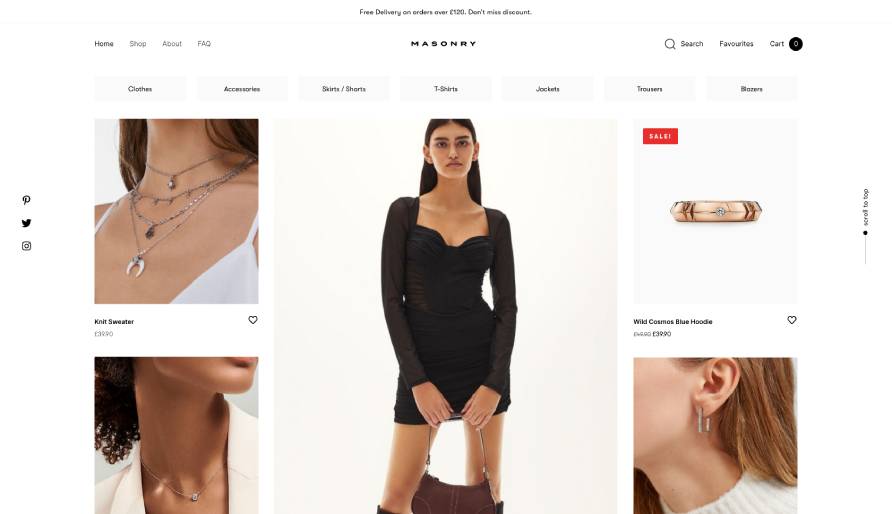 Free Delivery on orders over £120. Don't miss discount.
Home Shop About FAQ
MASONRY
Search Favourites Cart 0
Clothes Accessories Skirts / Shorts T-Shirts Jackets Trousers Blazers
SALE!
scroll to top
Knit Sweater
£39.90
Wild Cosmos Blue Hoodie
£49.90 £39.90